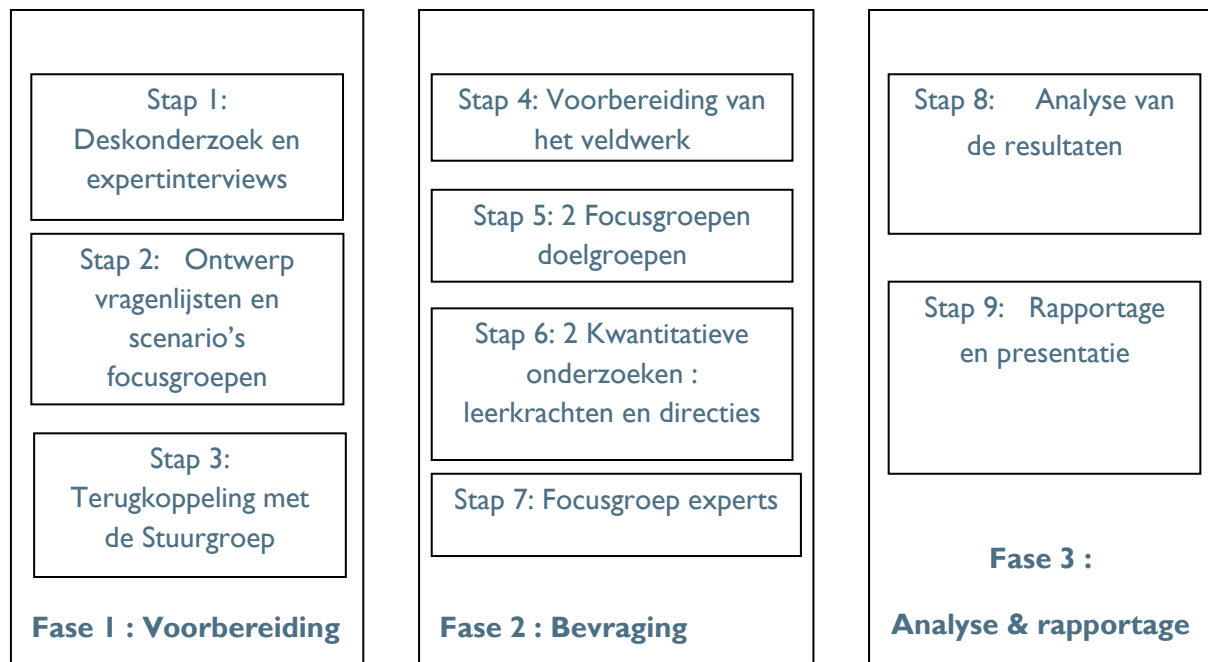 Stap 1:
Deskonderzoek en
expertinterviews
Stap 2: Ontwerp
vragenlijsten en
scenario’s
focusgroepen
Stap 3:
Terugkoppeling met
de Stuurgroep
Fase 1 : Voorbereiding
Stap 4: Voorbereiding van
het veldwerk
Stap 5: 2 Focusgroepen
doelgroepen
Stap 6: 2 Kwantitatieve
onderzoeken :
leerkrachten en directies
Stap 7: Focusgroep experts
Fase 2 : Bevraging
Stap 8: Analyse van
de resultaten
Stap 9: Rapportage
en presentatie
Fase 3 :
Analyse & rapportage